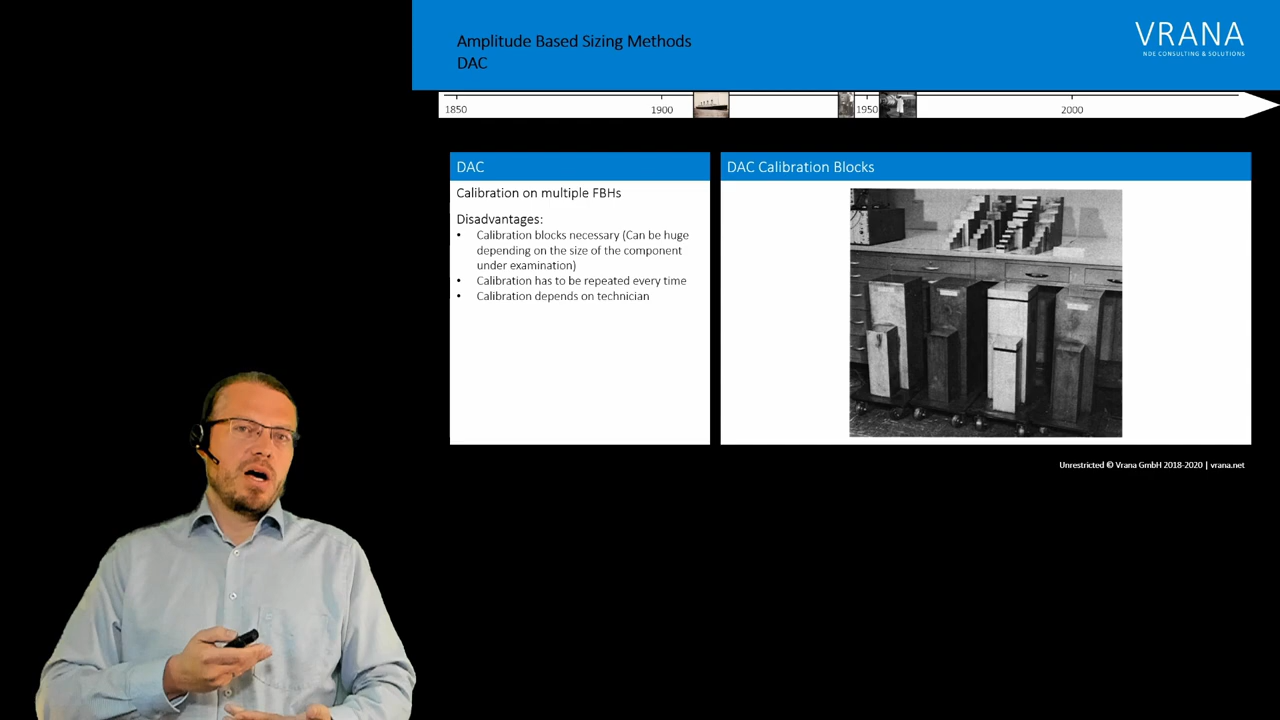 Amplitude Based Sizing Methods
DAC
VRANA
NDE CONSULTING & SOLUTIONS
1850
1900
1950
2000
DAC
Calibration on multiple FBHs
Disadvantages:
• Calibration blocks necessary (Can be huge
depending on the size of the component
under examination)
• Calibration has to be repeated every time
• Calibration depends on technician
DAC Calibration Blocks
Unrestricted © Vrana GmbH 2018-2020 | vrana.net